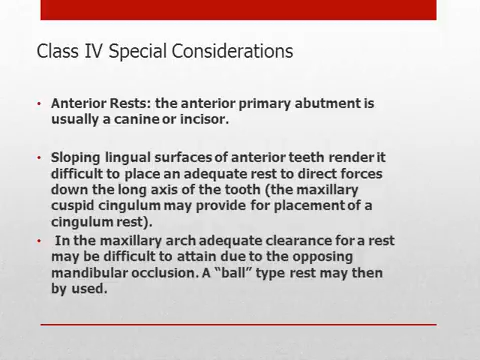 Class IV Special Considerations
• Anterior Rests: the anterior primary abutment is
usually a canine or incisor.
• Sloping lingual surfaces of anterior teeth render it
difficult to place an adequate rest to direct forces
down the long axis of the tooth (the maxillary
cuspid cingulum may provide for placement of a
cingulum rest).
• In the maxillary arch adequate clearance for a rest
may be difficult to attain due to the opposing
mandibular occlusion. A “ball” type rest may then
by used.